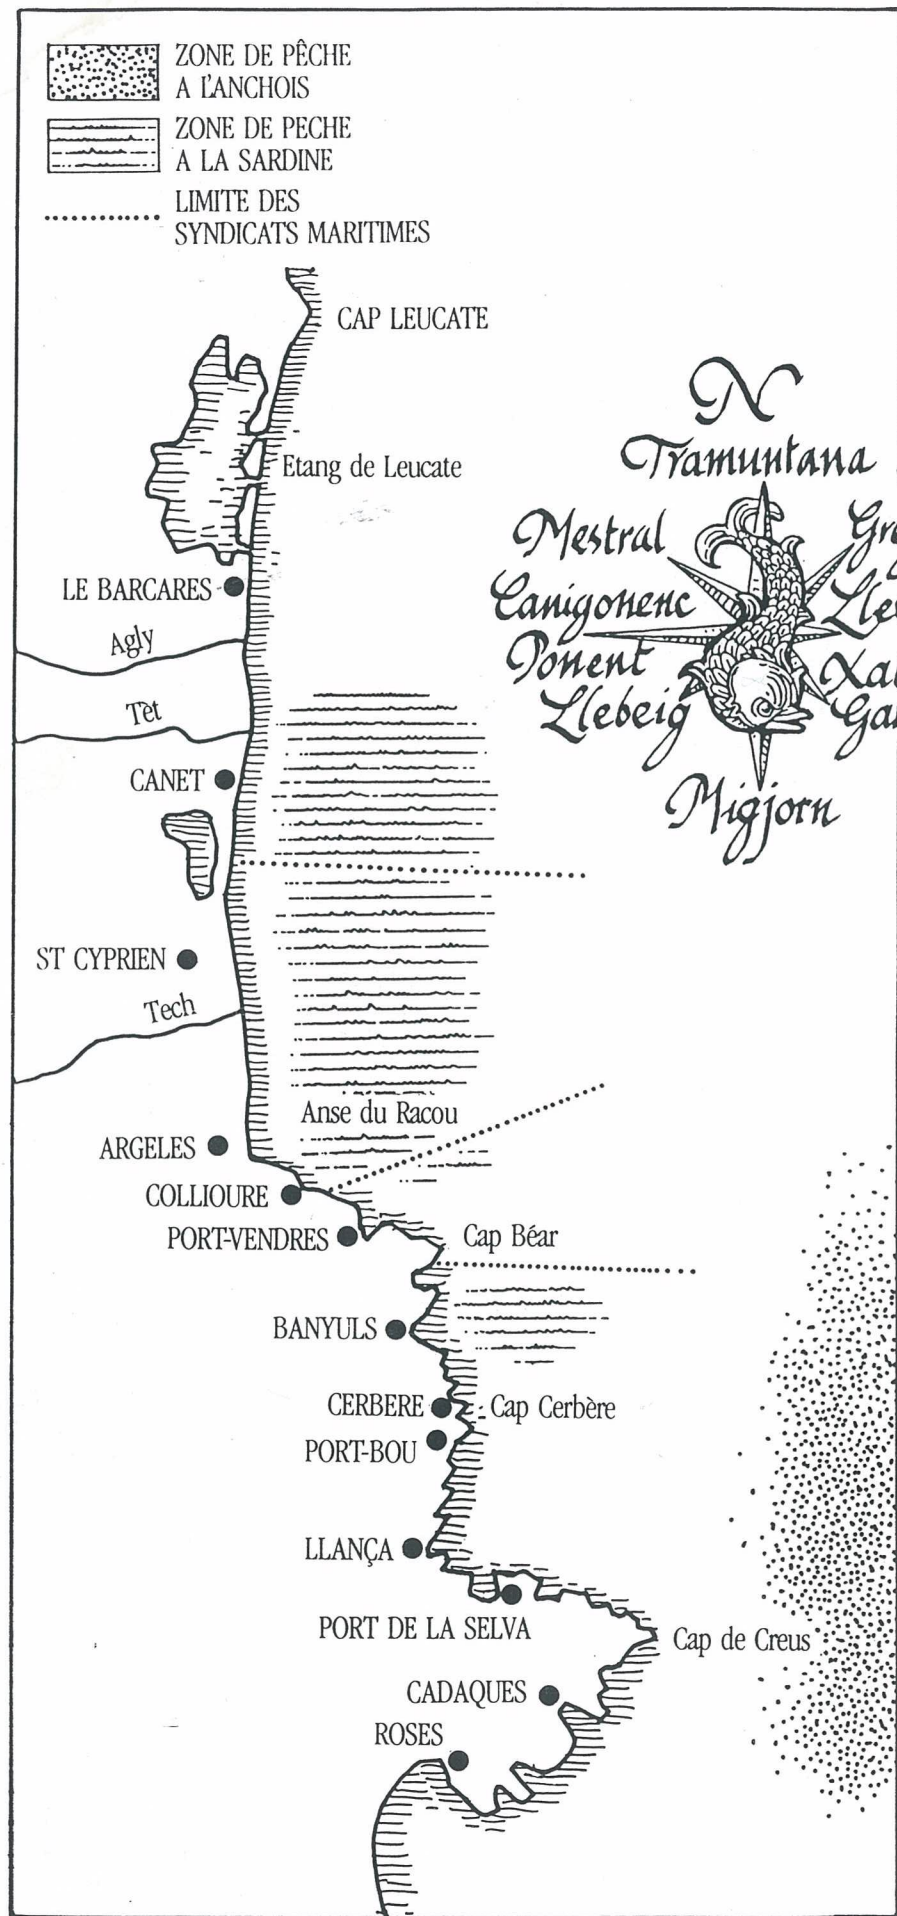 ZONE DE PÊCHE
A L'ANCHOIS
ZONE DE PECHE
A LA SARDINE
LIMITE DES
SYNDICATS MARITIMES
CAP LEUCATE
N
Tramuntana
Etang de Leucate
Mestral
Canigonenc
Ponent
Llebeig
Migjorn
LE BARCARES
Agly
Tèt
CANET
ST CYPRIEN
Tech
Anse du Racou
ARGELES
COLLIOURE
PORT-VENDRES
Cap Béar
BANYULS
CERBERE
Cap Cerbère
PORT-BOU
LLANÇA
PORT DE LA SELVA
Cap de Creus
CADAQUES
ROSES